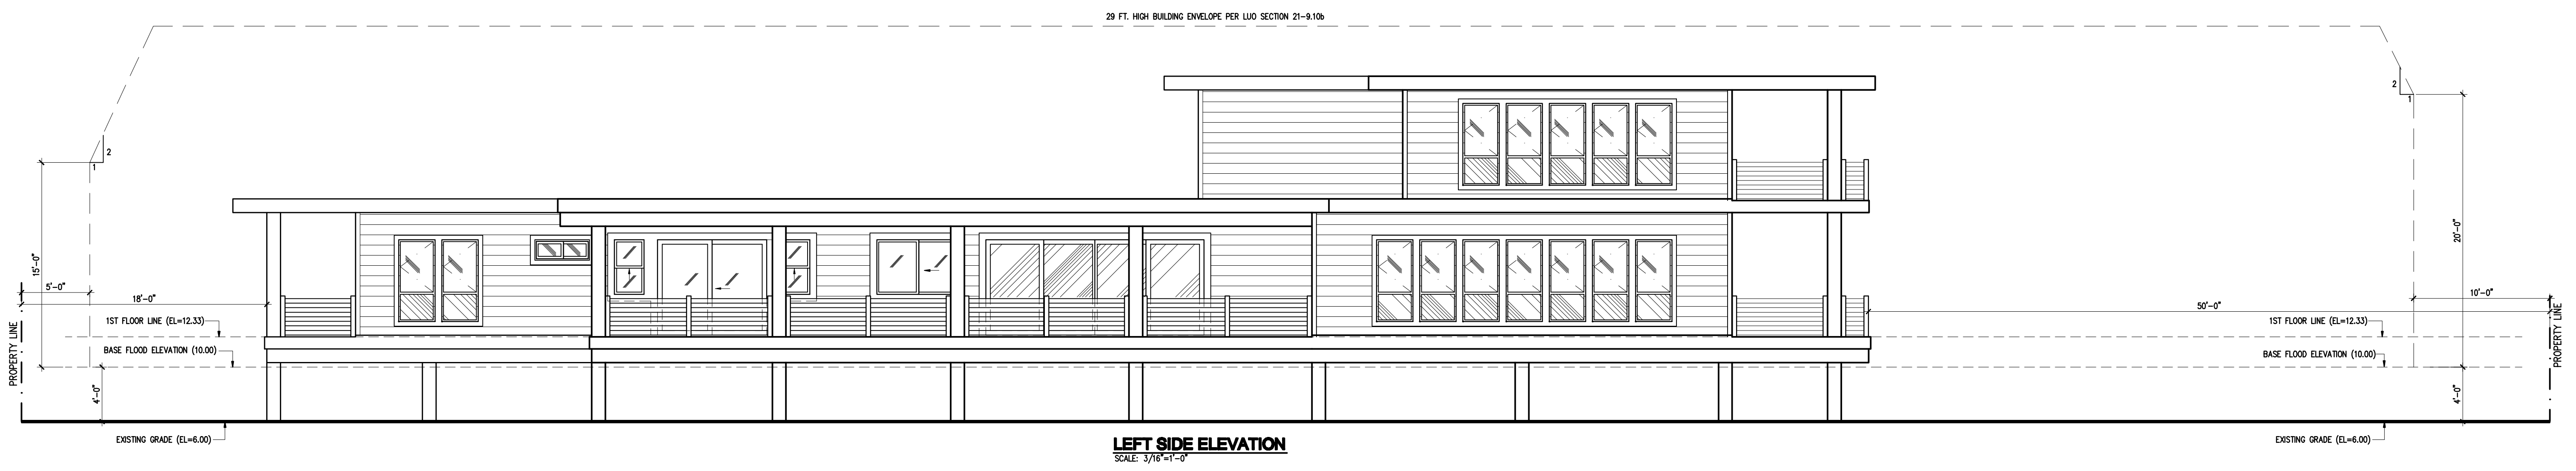 29 FT. HIGH BUILDING ENVELOPE PER LUO SECTION 21-9.10b
2
1
2
1
15'-0"
20'-0"
5'-0"
18'-0"
10'-0"
50'-0"
1ST FLOOR LINE (EL=12.33)
1ST FLOOR LINE (EL=12.33)
BASE FLOOD ELEVATION (10.00)
BASE FLOOD ELEVATION (10.00)
PROPERTY LINE
PROPERTY LINE
4'-0"
4'-0"
EXISTING GRADE (EL=6.00)
EXISTING GRADE (EL=6.00)
LEFT SIDE ELEVATION
SCALE: 3/16"=1'-0"